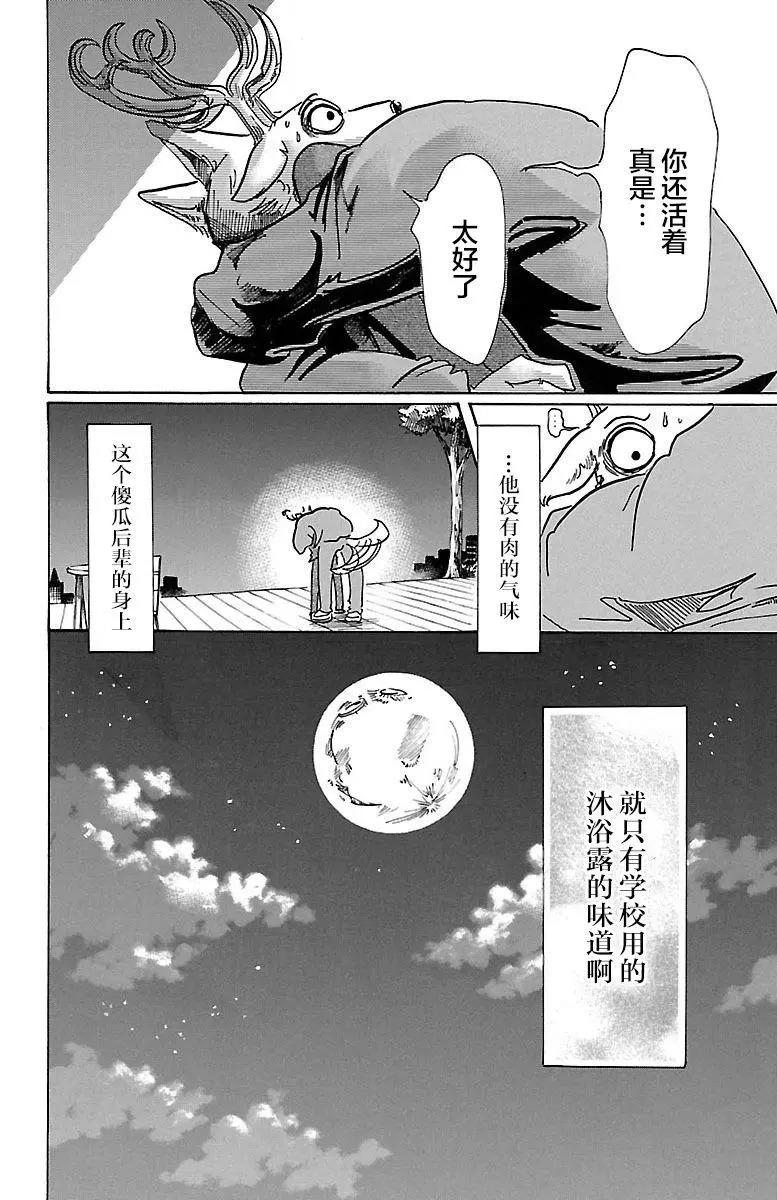 你还活着
真是…
太好了
…
…他没有肉的气味
这个傻瓜后辈的身上
就只有学校用的
沐浴露的味道啊